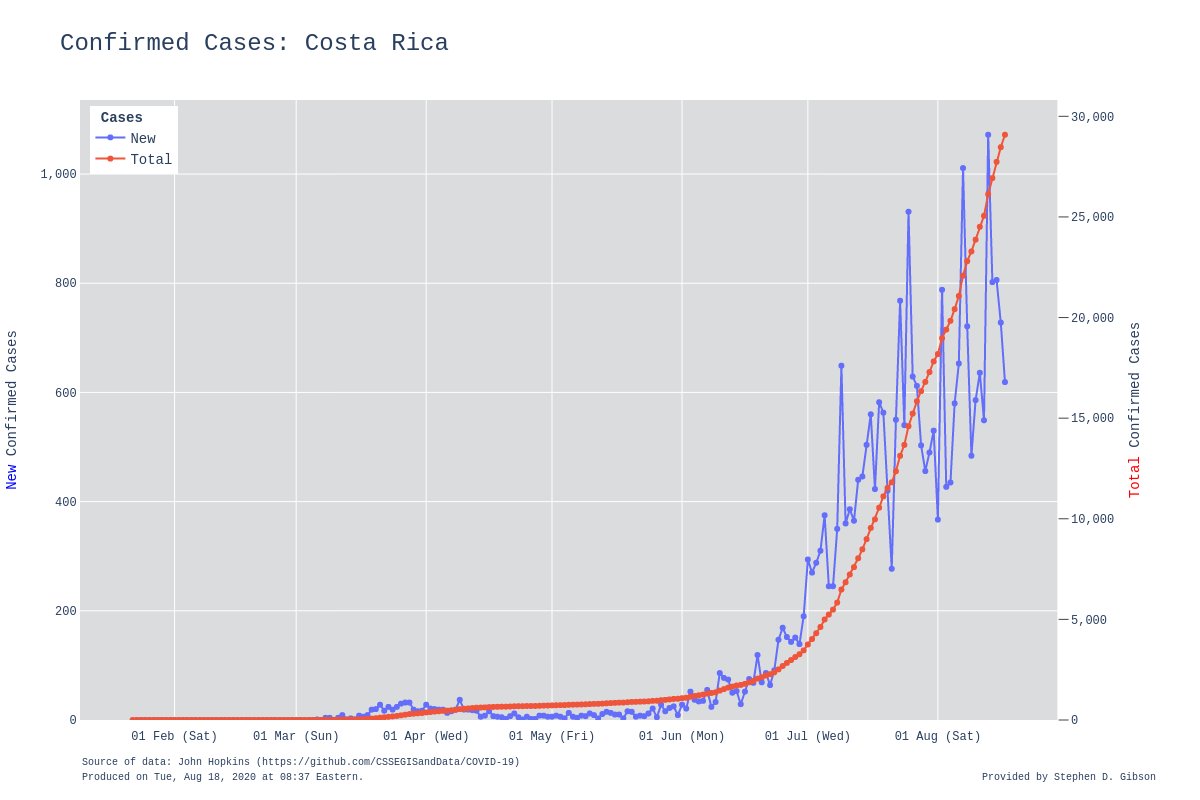 Confirmed Cases: Costa Rica
Cases
New
Total
1,000
800
600
400
200
0
New Confirmed Cases
30,000
25,000
20,000
15,000
10,000
5,000
0
Total Confirmed Cases
01 Feb (Sat) 01 Mar (Sun) 01 Apr (Wed) 01 May (Fri) 01 Jun (Mon) 01 Jul (Wed) 01 Aug (Sat)
Source of data: John Hopkins (https://github.com/CSSEGISandData/COVID-19)
Produced on Tue, Aug 18, 2020 at 08:37 Eastern.
Provided by Stephen D. Gibson